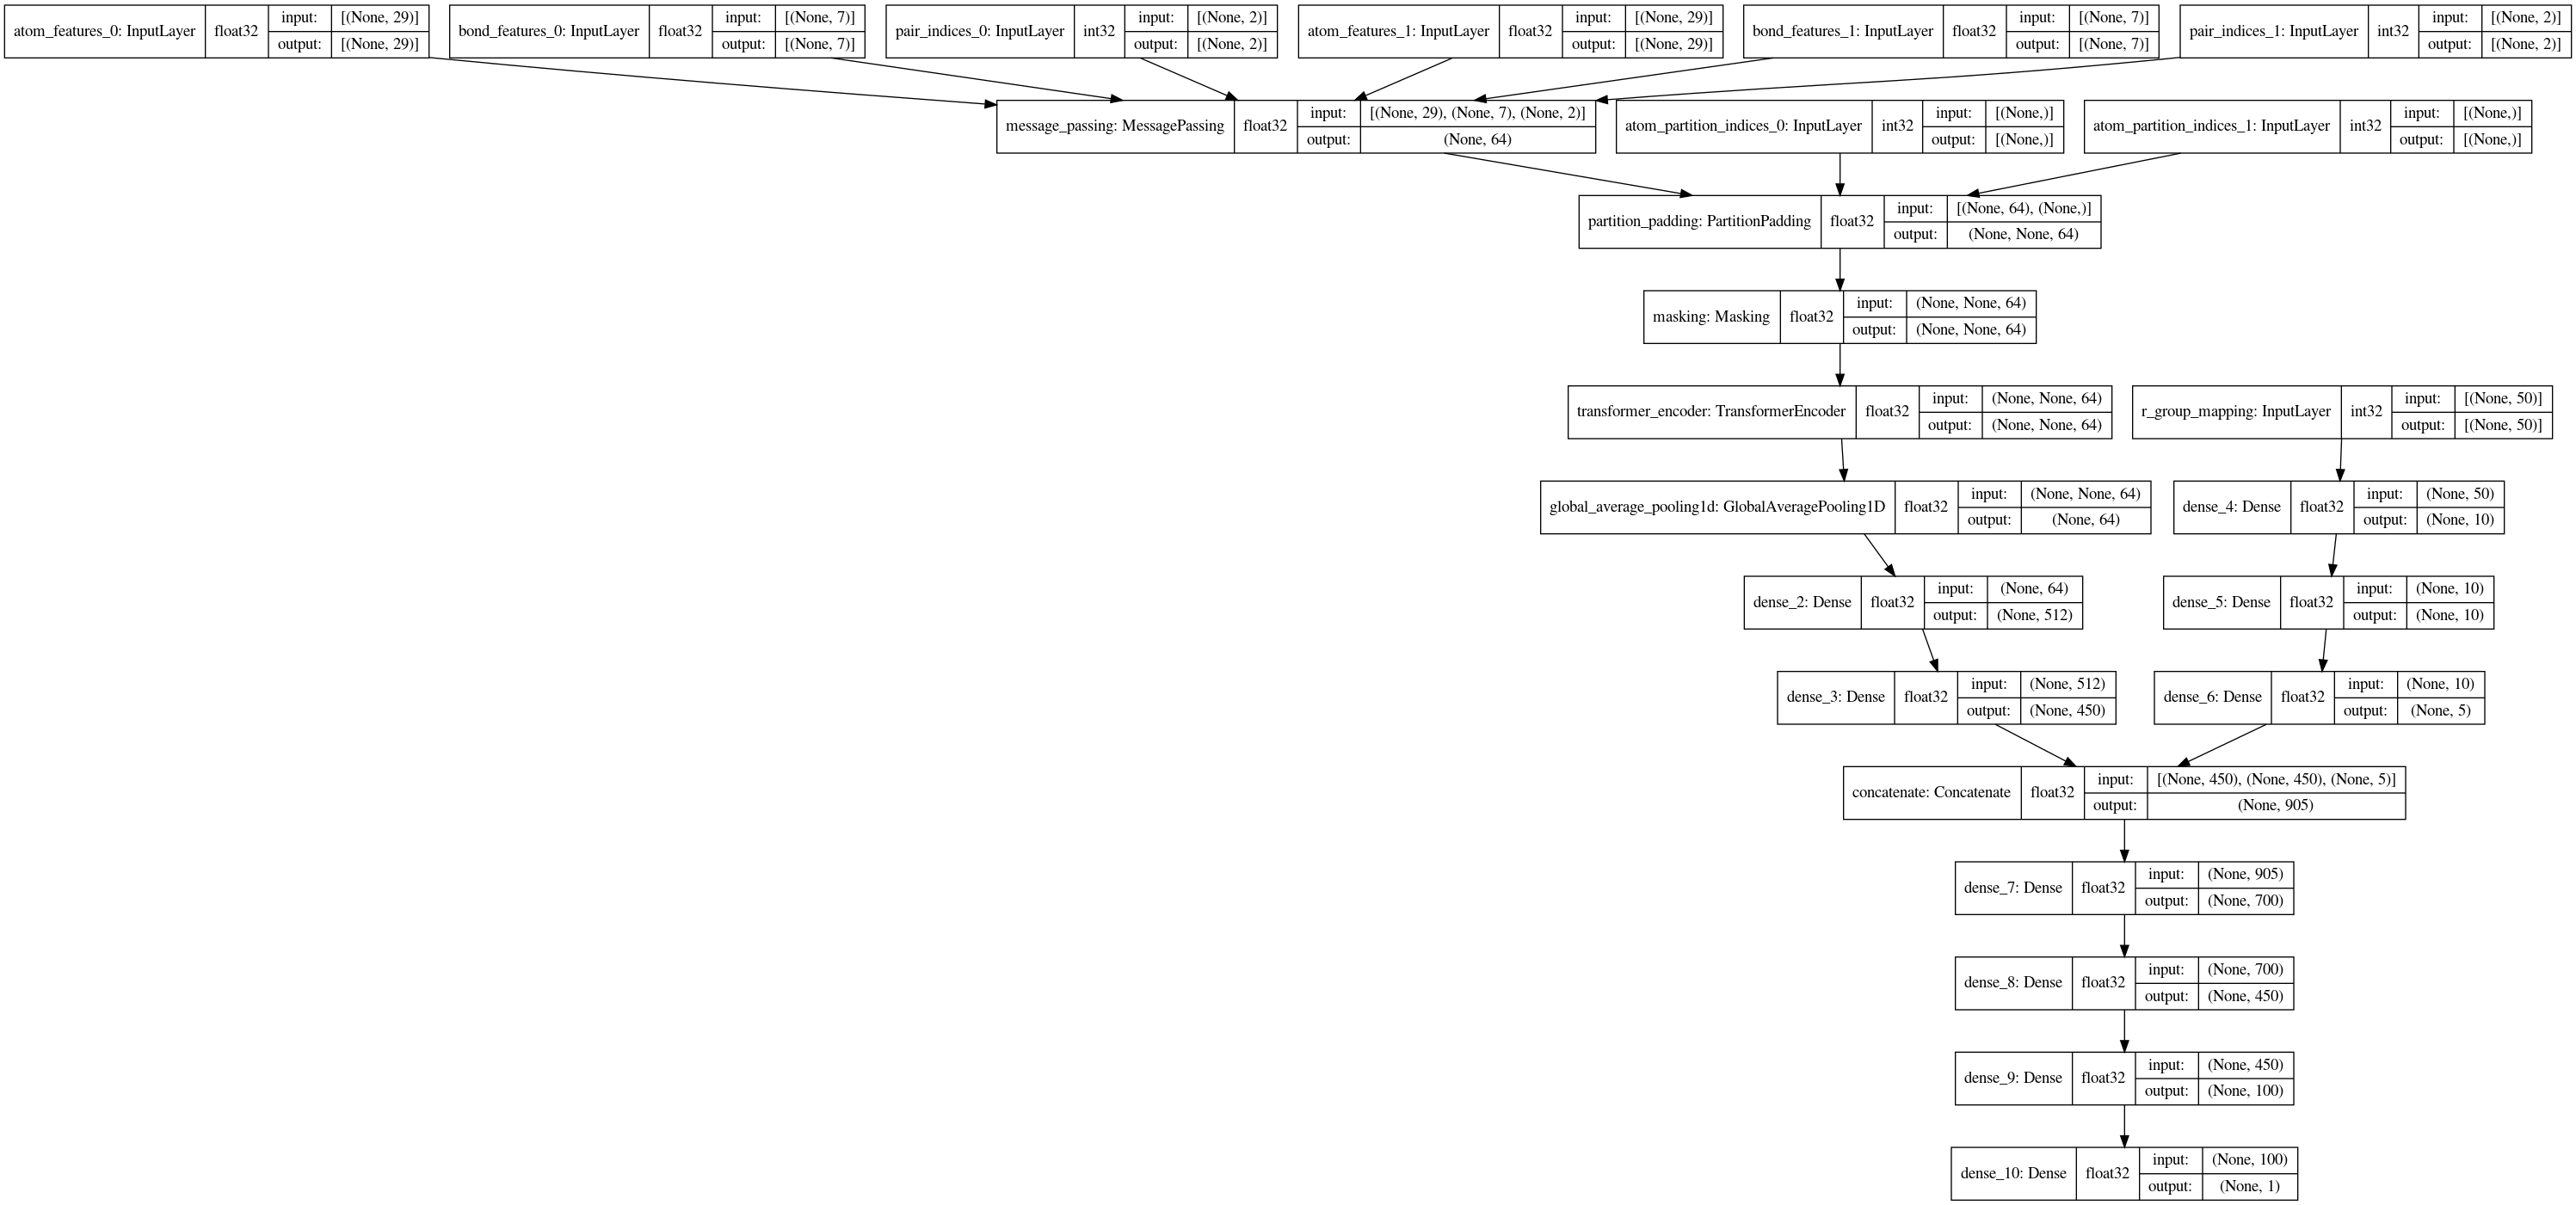 atom_features_0: InputLayer float32 input: [(None, 29)] output: [(None, 29)]
bond_features_0: InputLayer float32 input: [(None, 7)] output: [(None, 7)]
pair_indices_0: InputLayer int32 input: [(None, 2)] output: [(None, 2)]
atom_features_1: InputLayer float32 input: [(None, 29)] output: [(None, 29)]
bond_features_1: InputLayer float32 input: [(None, 7)] output: [(None, 7)]
pair_indices_1: InputLayer int32 input: [(None, 2)] output: [(None, 2)]
message_passing: MessagePassing float32 input: [(None, 29), (None, 7), (None, 2)] output: (None, 64)
atom_partition_indices_0: InputLayer int32 input: [(None,)] output: [(None,)]
atom_partition_indices_1: InputLayer int32 input: [(None,)] output: [(None,)]
partition_padding: PartitionPadding float32 input: [(None, 64), (None,)] output: (None, None, 64)
masking: Masking float32 input: (None, None, 64) output: (None, None, 64)
transformer_encoder: TransformerEncoder float32 input: (None, None, 64) output: (None, None, 64)
r_group_mapping: InputLayer int32 input: [(None, 50)] output: [(None, 50)]
global_average_pooling1d: GlobalAveragePooling1D float32 input: (None, None, 64) output: (None, 64)
dense_4: Dense float32 input: (None, 50) output: (None, 10)
dense_2: Dense float32 input: (None, 64) output: (None, 512)
dense_5: Dense float32 input: (None, 10) output: (None, 10)
dense_3: Dense float32 input: (None, 512) output: (None, 450)
dense_6: Dense float32 input: (None, 10) output: (None, 5)
concatenate: Concatenate float32 input: [(None, 450), (None, 450), (None, 5)] output: (None, 905)
dense_7: Dense float32 input: (None, 905) output: (None, 700)
dense_8: Dense float32 input: (None, 700) output: (None, 450)
dense_9: Dense float32 input: (None, 450) output: (None, 100)
dense_10: Dense float32 input: (None, 100) output: (None, 1)